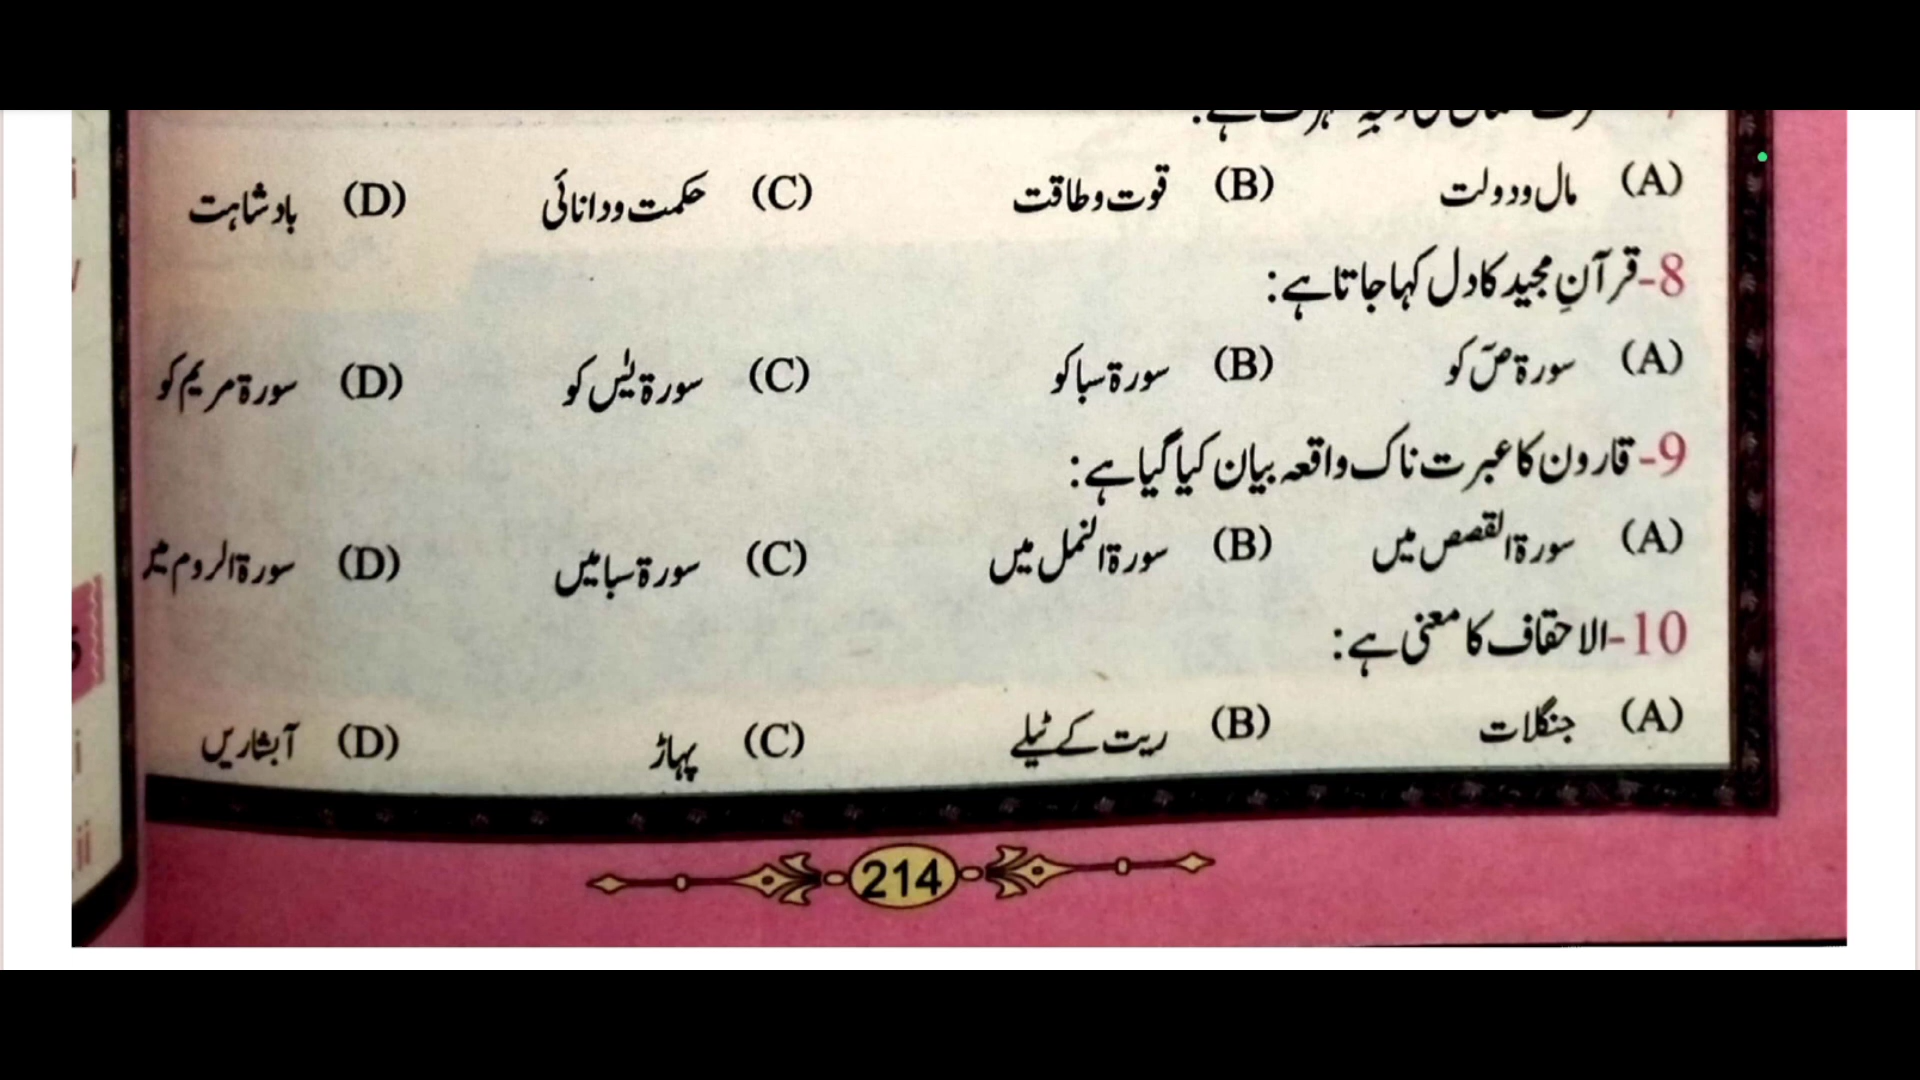 ہے:
(A) مال و دولت (B) قوت و طاقت (C) حکمت و دانائی (D) بادشاہت
8- قرآنِ مجید کا دل کہا جاتا ہے:
(A) سورۃ صٓ کو (B) سورۃ سبا کو (C) سورۃ یٰسٓ کو (D) سورۃ مریم کو
9- قارون کا عبرت ناک واقعہ بیان کیا گیا ہے:
(A) سورۃ القصص میں (B) سورۃ النمل میں (C) سورۃ سبا میں (D) سورۃ الروم میں
10- الاحقاف کا معنی ہے:
(A) جنگلات (B) ریت کے ٹیلے (C) پہاڑ (D) آبشاریں
214